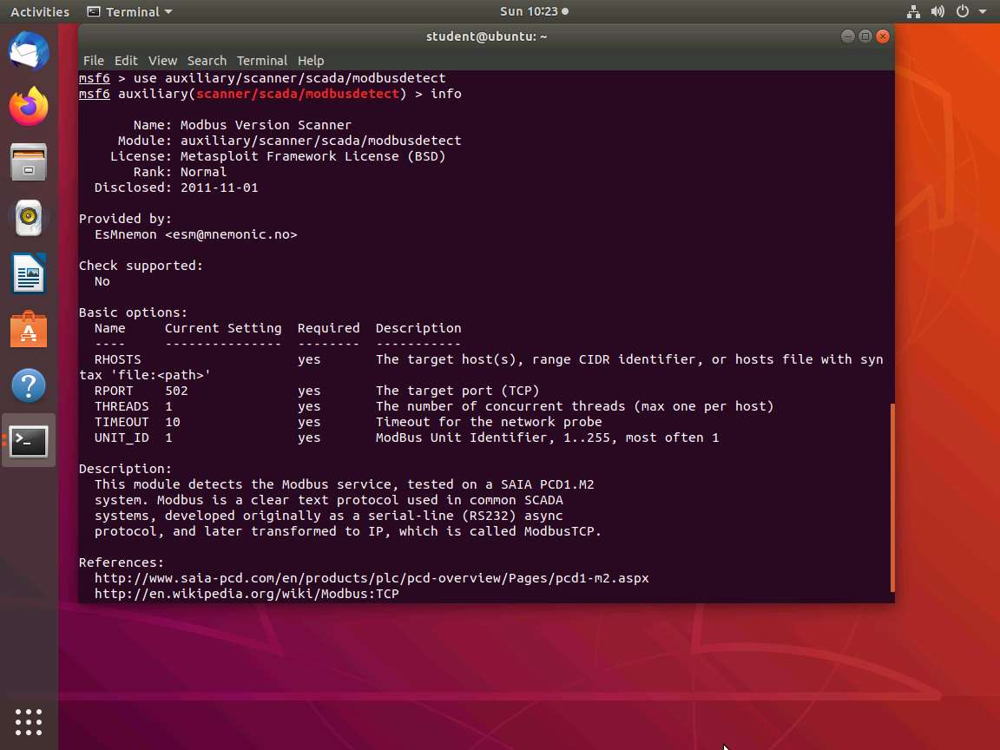 Activities Terminal Sun 10:23
student@ubuntu: ~
File Edit View Search Terminal Help
msf6 > use auxiliary/scanner/scada/modbusdetect
msf6 auxiliary(scanner/scada/modbusdetect) > info
Name: Modbus Version Scanner
Module: auxiliary/scanner/scada/modbusdetect
License: Metasploit Framework License (BSD)
Rank: Normal
Disclosed: 2011-11-01
Provided by:
EsMnemon <esm@mnemonic.no>
Check supported:
No
Basic options:
Name Current Setting Required Description
---- --------------- -------- -----------
RHOSTS yes The target host(s), range CIDR identifier, or hosts file with syn
tax 'file:<path>'
RPORT 502 yes The target port (TCP)
THREADS 1 yes The number of concurrent threads (max one per host)
TIMEOUT 10 yes Timeout for the network probe
UNIT_ID 1 yes ModBus Unit Identifier, 1..255, most often 1
Description:
This module detects the Modbus service, tested on a SAIA PCD1.M2
system. Modbus is a clear text protocol used in common SCADA
systems, developed originally as a serial-line (RS232) async
protocol, and later transformed to IP, which is called ModbusTCP.
References:
http://www.saia-pcd.com/en/products/plc/pcd-overview/Pages/pcd1-m2.aspx
http://en.wikipedia.org/wiki/Modbus:TCP